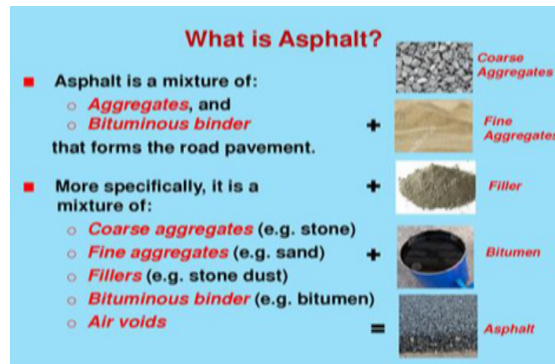 What is Asphalt?
■ Asphalt is a mixture of:
○ Aggregates, and
○ Bituminous binder
that forms the road pavement.
■ More specifically, it is a
mixture of:
○ Coarse aggregates (e.g. stone)
○ Fine aggregates (e.g. sand)
○ Fillers (e.g. stone dust)
○ Bituminous binder (e.g. bitumen)
○ Air voids
Coarse
Aggregates
+
Fine
Aggregates
+
Filler
+
Bitumen
=
Asphalt